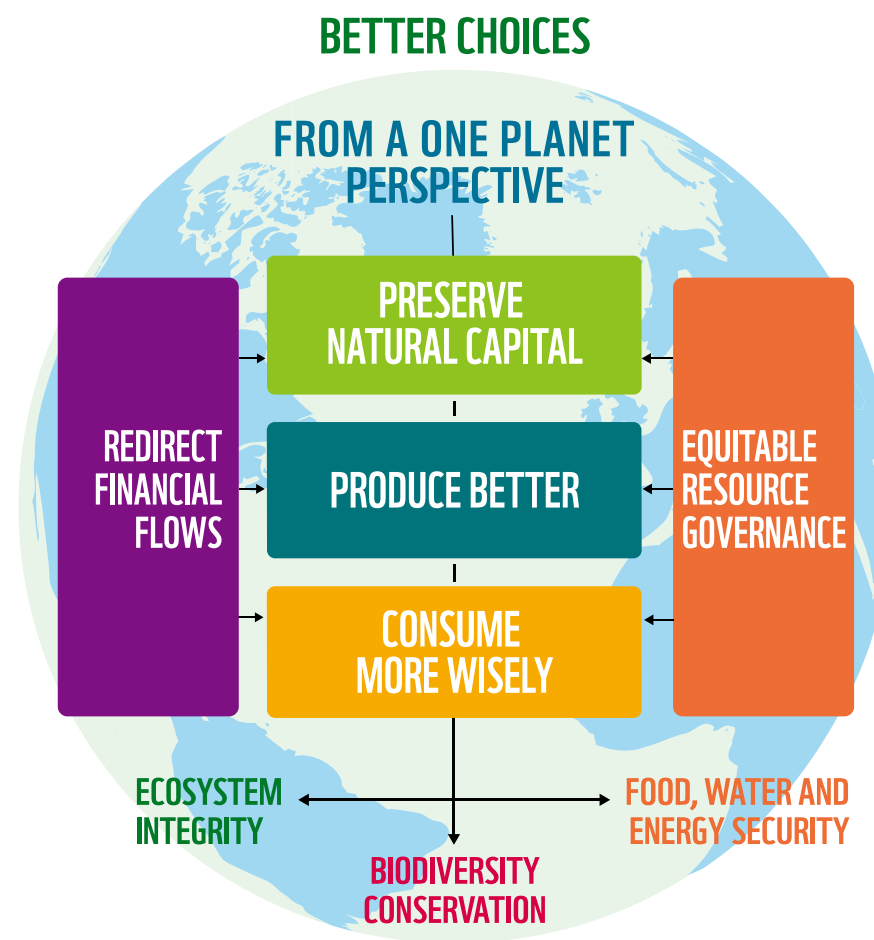 BETTER CHOICES
FROM A ONE PLANET
PERSPECTIVE
PRESERVE
NATURAL CAPITAL
REDIRECT
FINANCIAL
FLOWS
PRODUCE BETTER
EQUITABLE
RESOURCE
GOVERNANCE
CONSUME
MORE WISELY
ECOSYSTEM
INTEGRITY
FOOD, WATER AND
ENERGY SECURITY
BIODIVERSITY
CONSERVATION